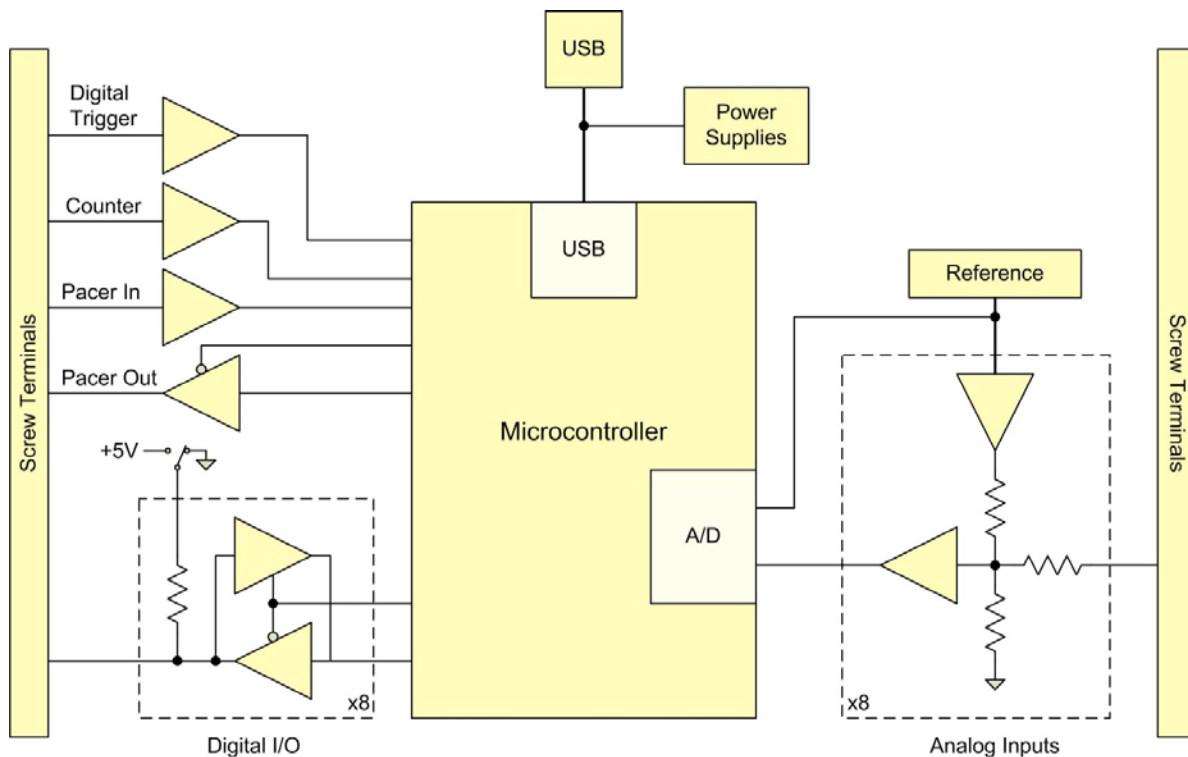 USB
Power
Supplies
Digital
Trigger
Counter
Pacer In
Pacer Out
Screw Terminals
+5V
x8
Digital I/O
USB
Microcontroller
A/D
Reference
x8
Analog Inputs
Screw Terminals